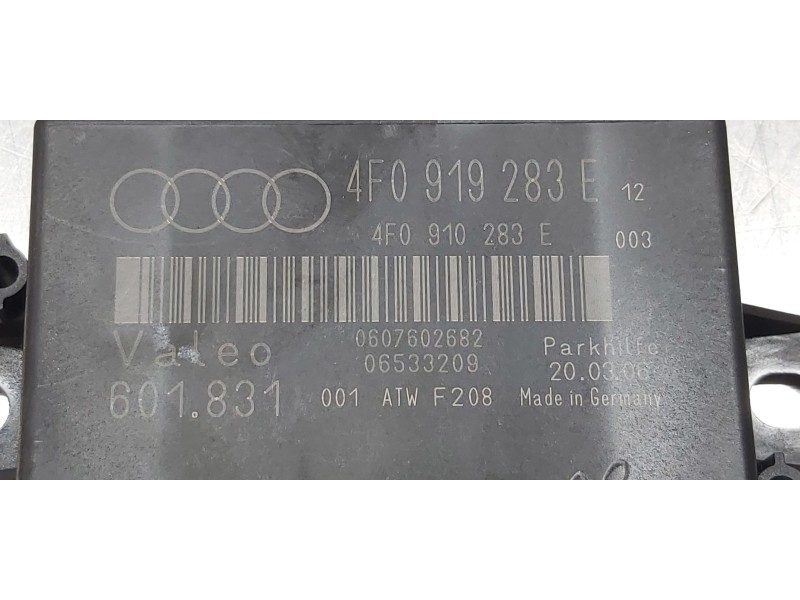 4F0 919 283 E 12
4F0 910 283 E 003
0607602682
Valeo 06533209 Parkhilfe
20.03.06
601.831 001 ATW F208 Made in Germany